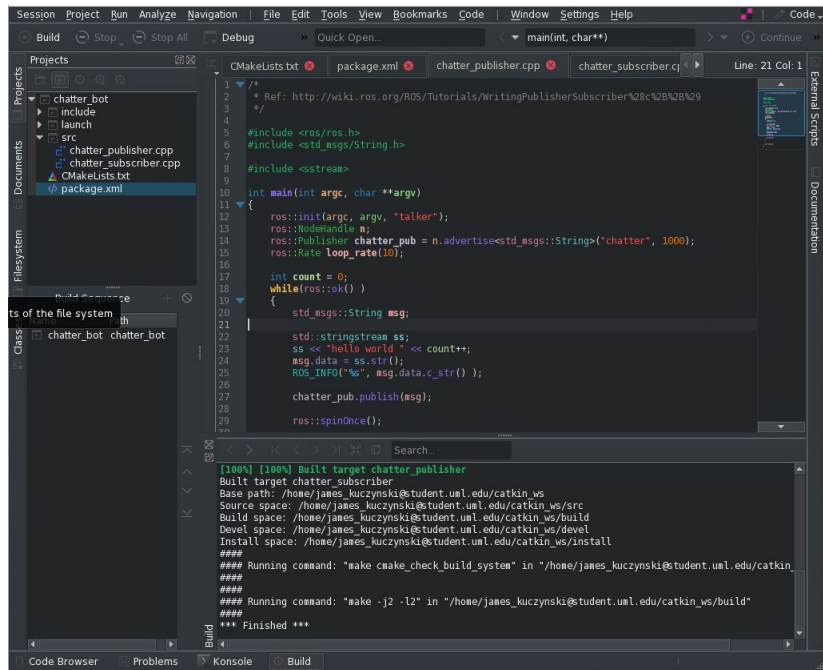 Session Project Run Analyze Navigation File Edit Tools View Bookmarks Code Window Settings Help Code
Build Stop Stop All Debug » Quick Open... main(int, char**) » Continue »
Projects
CMakeLists.txt package.xml chatter_publisher.cpp chatter_subscriber.c Line: 21 Col: 1
Projects
Documents
Filesystem
Class
chatter_bot
include
launch
src
chatter_publisher.cpp
chatter_subscriber.cpp
CMakeLists.txt
package.xml
Build Sequence
ts of the file system
Name Path
chatter_bot chatter_bot
1 /*
2 * Ref: http://wiki.ros.org/ROS/Tutorials/WritingPublisherSubscriber%28c%2B%2B%29
3 */
4
5 #include <ros/ros.h>
6 #include <std_msgs/String.h>
7
8 #include <sstream>
9
10 int main(int argc, char **argv)
11 {
12 ros::init(argc, argv, "talker");
13 ros::NodeHandle n;
14 ros::Publisher chatter_pub = n.advertise<std_msgs::String>("chatter", 1000);
15 ros::Rate loop_rate(10);
16
17 int count = 0;
18 while(ros::ok() )
19 {
20 std_msgs::String msg;
21
22 std::stringstream ss;
23 ss << "hello world " << count++;
24 msg.data = ss.str();
25 ROS_INFO("%s", msg.data.c_str() );
26
27 chatter_pub.publish(msg);
28
29 ros::spinOnce();
External Scripts
Documentation
Search...
[100%] [100%] Built target chatter_publisher
Built target chatter_subscriber
Base path: /home/james_kuczynski@student.uml.edu/catkin_ws
Source space: /home/james_kuczynski@student.uml.edu/catkin_ws/src
Build space: /home/james_kuczynski@student.uml.edu/catkin_ws/build
Devel space: /home/james_kuczynski@student.uml.edu/catkin_ws/devel
Install space: /home/james_kuczynski@student.uml.edu/catkin_ws/install
####
#### Running command: "make cmake_check_build_system" in "/home/james_kuczynski@student.uml.edu/catkin_
####
####
#### Running command: "make -j2 -l2" in "/home/james_kuczynski@student.uml.edu/catkin_ws/build"
####
*** Finished ***
Build
Code Browser Problems Konsole Build